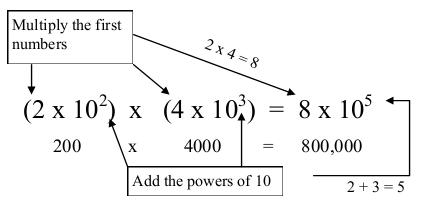 Multiply the first
numbers
2 x 4 = 8
(2 x 10²) x (4 x 10³) = 8 x 10⁵
200 x 4000 = 800,000
Add the powers of 10
2 + 3 = 5